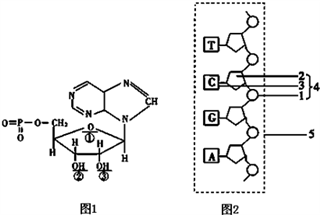 N
N
N
CH
N
O=P-O-CH₂
O
O
①
H
H
H
H
OH
OH
②
③
图1
T
C
G
A
2
3
1
4
5
图2